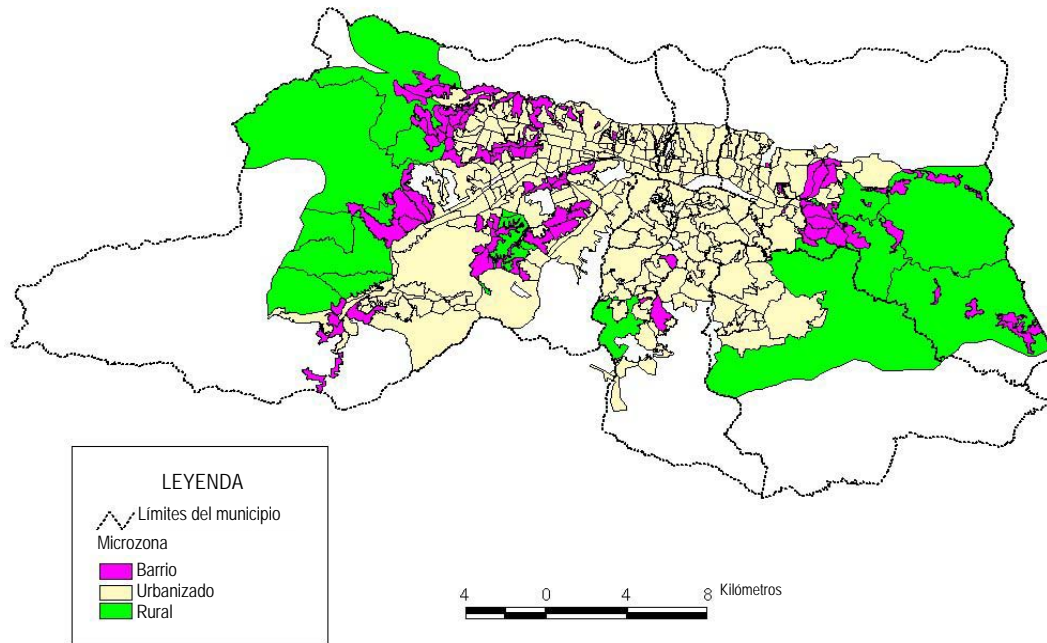 LEYENDA
Límites del municipio
Microzona
Barrio
Urbanizado
Rural
4 0 4 8 Kilómetros